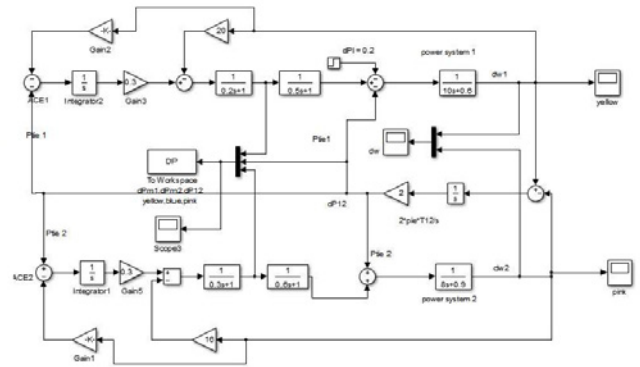 20
-K-
Gain2
dPl = 0.2
power system 1
1
s
0.3
1
0.2s+1
1
0.5s+1
1
10s+0.6
dw1
ACE1
Integrator2
Gain3
yellow
Ptie 1
Ptie1
dw
DP
To Workspace
dPm1,dPm2,dP12
yellow,blue,pink
2
1
s
dP12
2*pie*T12/s
Scope3
Ptie 2
Ptie 2
ACE2
1
s
0.3
1
0.3s+1
1
0.6s+1
1
8s+0.9
dw2
Integrator1
Gain5
power system 2
pink
-K-
16
Gain1